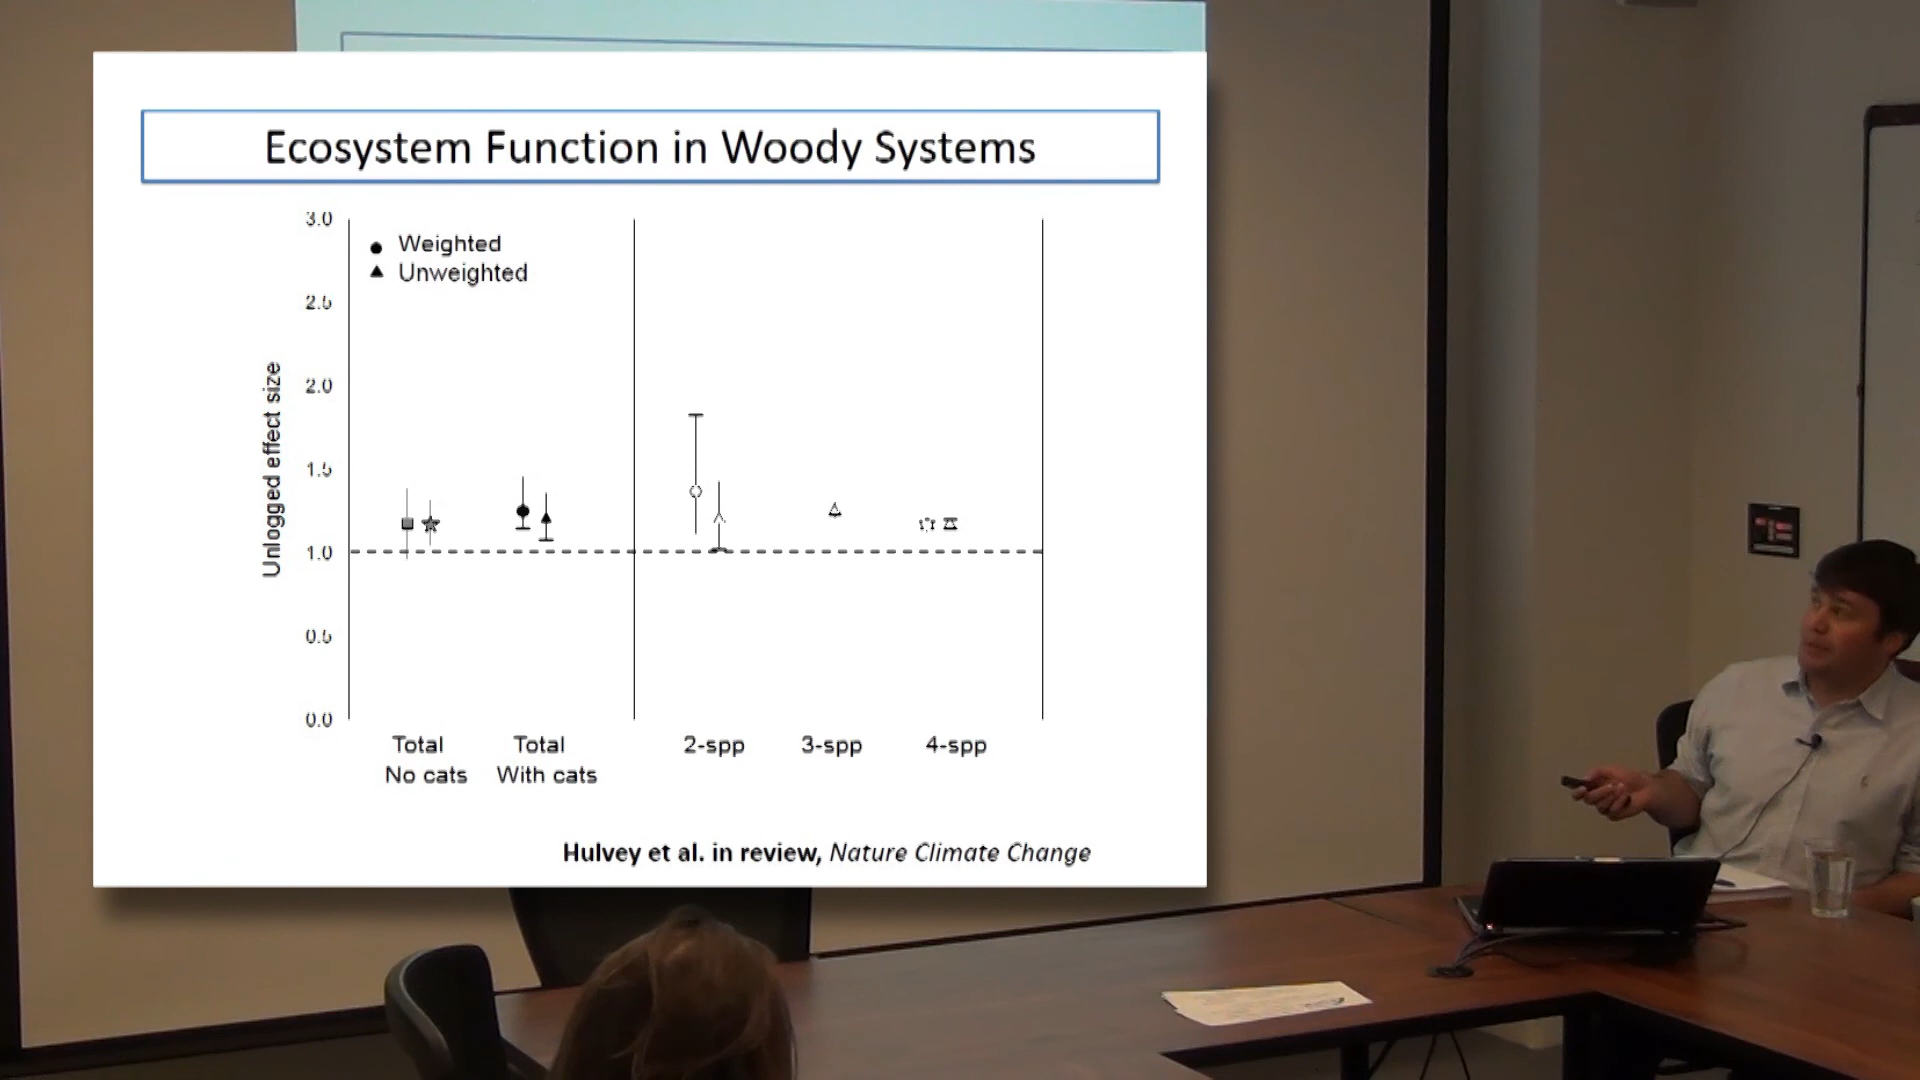 Ecosystem Function in Woody Systems
3.0
Weighted
Unweighted
2.5
2.0
1.5
1.0
0.5
0.0
Unlogged effect size
Total No cats
Total With cats
2-spp
3-spp
4-spp
Hulvey et al. in review, Nature Climate Change